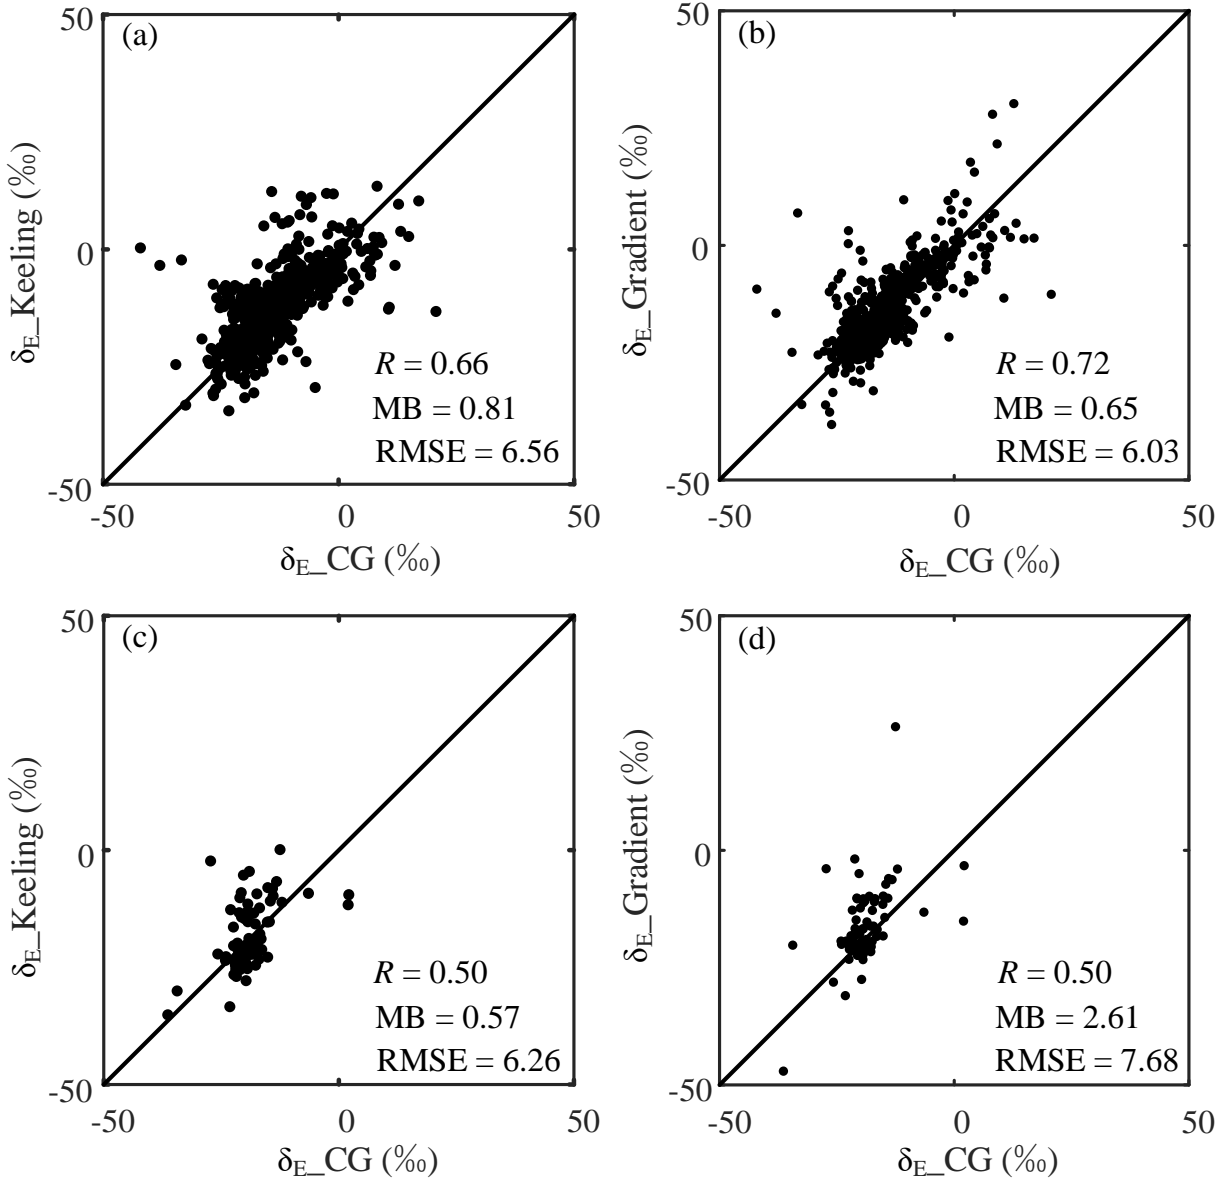 50
(a)
0
-50
-50
0
50
δE_Keeling (‰)
δE_CG (‰)
R = 0.66
MB = 0.81
RMSE = 6.56
50
(b)
0
-50
-50
0
50
δE_Gradient (‰)
δE_CG (‰)
R = 0.72
MB = 0.65
RMSE = 6.03
50
(c)
0
-50
-50
0
50
δE_Keeling (‰)
δE_CG (‰)
R = 0.50
MB = 0.57
RMSE = 6.26
50
(d)
0
-50
-50
0
50
δE_Gradient (‰)
δE_CG (‰)
R = 0.50
MB = 2.61
RMSE = 7.68